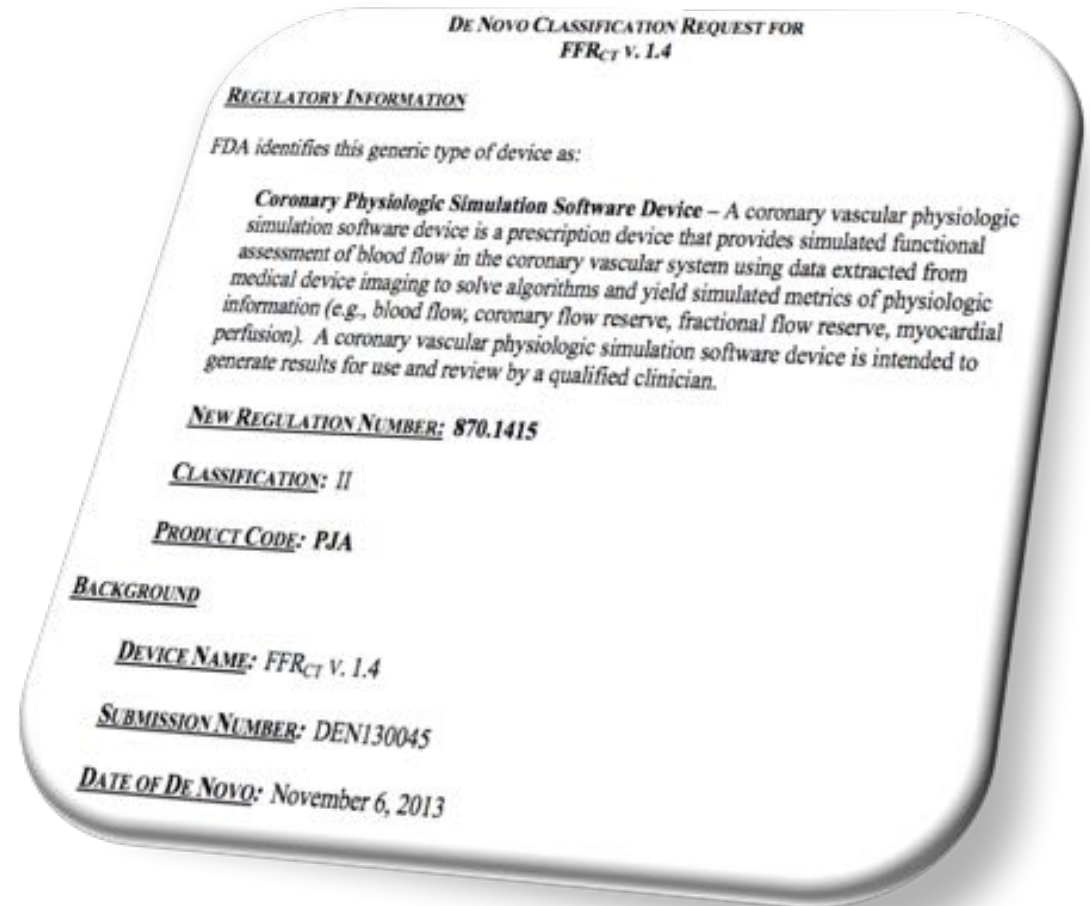 DE NOVO CLASSIFICATION REQUEST FOR
FFRCT V. 1.4
REGULATORY INFORMATION
FDA identifies this generic type of device as:
Coronary Physiologic Simulation Software Device – A coronary vascular physiologic
simulation software device is a prescription device that provides simulated functional
assessment of blood flow in the coronary vascular system using data extracted from
medical device imaging to solve algorithms and yield simulated metrics of physiologic
information (e.g., blood flow, coronary flow reserve, fractional flow reserve, myocardial
perfusion). A coronary vascular physiologic simulation software device is intended to
generate results for use and review by a qualified clinician.
NEW REGULATION NUMBER: 870.1415
CLASSIFICATION: II
PRODUCT CODE: PJA
BACKGROUND
DEVICE NAME: FFRCT V. 1.4
SUBMISSION NUMBER: DEN130045
DATE OF DE NOVO: November 6, 2013